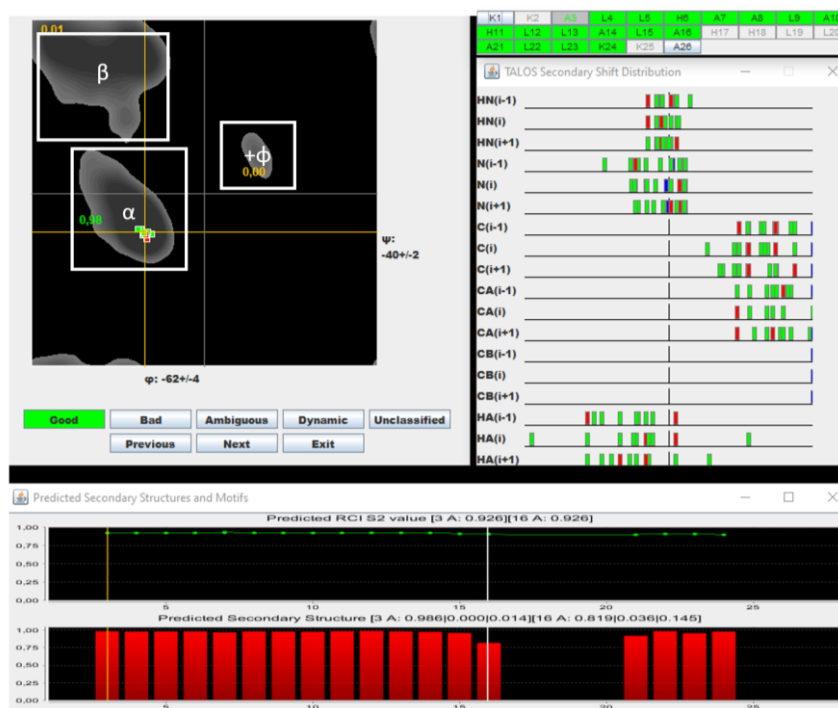 K1 K2 A3 L4 L5 H6 A7 A8 L9 A10
H11 L12 L13 A14 L15 A16 H17 H18 L19 L20
A21 L22 L23 K24 K25 A26
0,01
β
+ϕ
0,00
α
0,98
ψ:
-40+/-2
φ: -62+/-4
Good Bad Ambiguous Dynamic Unclassified
Previous Next Exit
TALOS Secondary Shift Distribution
HN(i-1)
HN(i)
HN(i+1)
N(i-1)
N(i)
N(i+1)
C(i-1)
C(i)
C(i+1)
CA(i-1)
CA(i)
CA(i+1)
CB(i-1)
CB(i)
CB(i+1)
HA(i-1)
HA(i)
HA(i+1)
Predicted Secondary Structures and Motifs
Predicted RCI S2 value [3 A: 0.926][16 A: 0.926]
1,00
0,75
0,50
0,25
0,00
5 10 15 20 25
Predicted Secondary Structure [3 A: 0.986|0.000|0.014][16 A: 0.819|0.036|0.145]
1,00
0,75
0,50
0,25
0,00
5 10 15 20 25